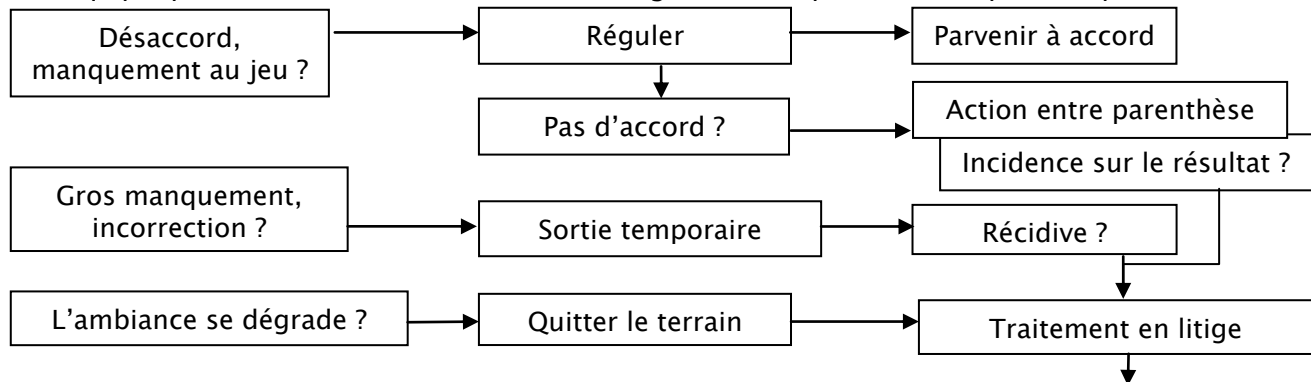 Désaccord,
manquement au jeu ?
Réguler
Parvenir à accord
Pas d’accord ?
Action entre parenthèse
Incidence sur le résultat ?
Gros manquement,
incorrection ?
Sortie temporaire
Récidive ?
L’ambiance se dégrade ?
Quitter le terrain
Traitement en litige